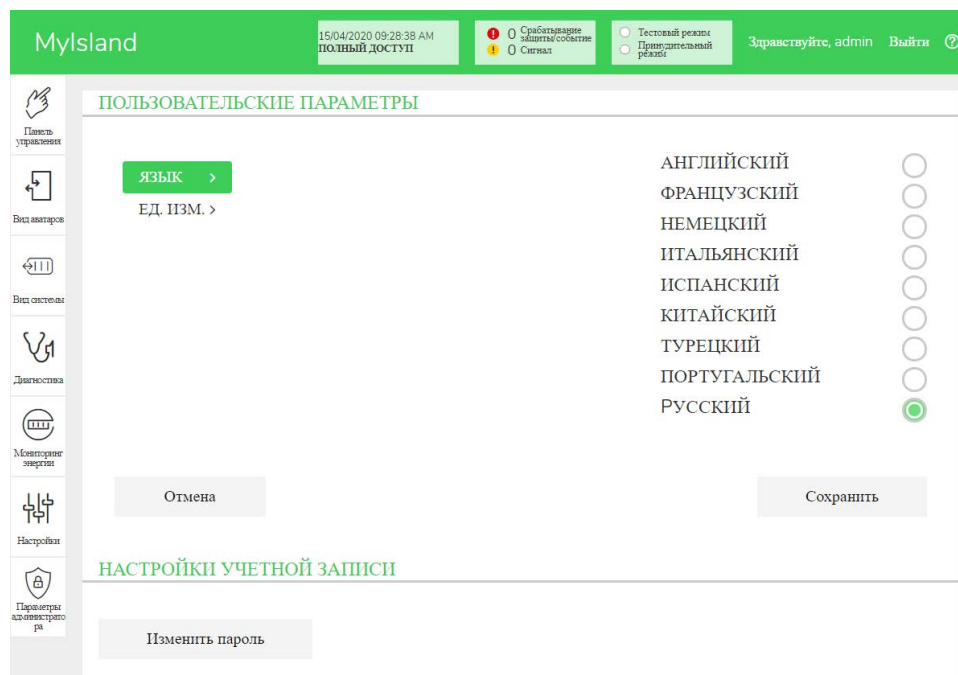 MyIsland
15/04/2020 09:28:38 AM
ПОЛНЫЙ ДОСТУП
0 Срабатывание
защиты/событие
0 Сигнал
Тестовый режим
Принудительный
режим
Здравствуйте, admin Выйти ?
Панель
управления
Вид аватаров
Вид системы
Диагностика
Мониторинг
энергии
Настройки
Параметры
администрато
ра
ПОЛЬЗОВАТЕЛЬСКИЕ ПАРАМЕТРЫ
ЯЗЫК >
ЕД. ИЗМ. >
АНГЛИЙСКИЙ
ФРАНЦУЗСКИЙ
НЕМЕЦКИЙ
ИТАЛЬЯНСКИЙ
ИСПАНСКИЙ
КИТАЙСКИЙ
ТУРЕЦКИЙ
ПОРТУГАЛЬСКИЙ
РУССКИЙ
Отмена
Сохранить
НАСТРОЙКИ УЧЕТНОЙ ЗАПИСИ
Изменить пароль